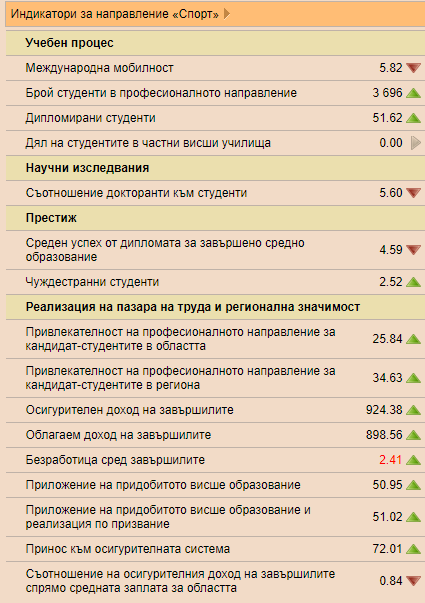 Индикатори за направление «Спорт»
Учебен процес
Международна мобилност 5.82
Брой студенти в професионалното направление 3 696
Дипломирани студенти 51.62
Дял на студентите в частни висши училища 0.00
Научни изследвания
Съотношение докторанти към студенти 5.60
Престиж
Среден успех от дипломата за завършено средно
образование 4.59
Чуждестранни студенти 2.52
Реализация на пазара на труда и регионална значимост
Привлекателност на професионалното направление за
кандидат-студентите в областта 25.84
Привлекателност на професионалното направление за
кандидат-студентите в региона 34.63
Осигурителен доход на завършилите 924.38
Облагаем доход на завършилите 898.56
Безработица сред завършилите 2.41
Приложение на придобитото висше образование 50.95
Приложение на придобитото висше образование и
реализация по призвание 51.02
Принос към осигурителната система 72.01
Съотношение на осигурителния доход на завършилите
спрямо средната заплата за областта 0.84